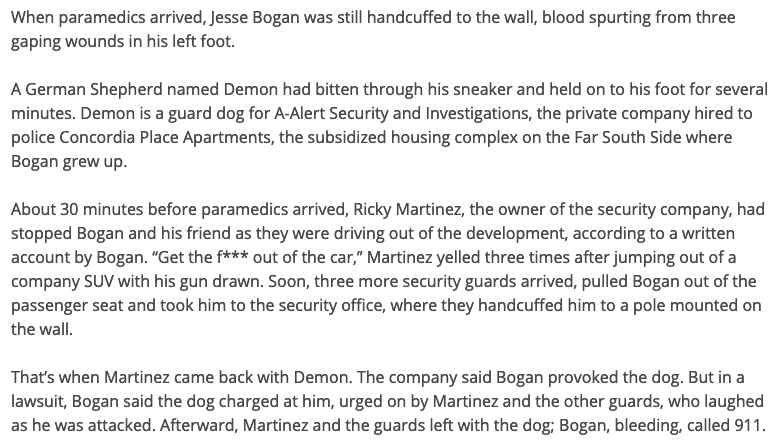 When paramedics arrived, Jesse Bogan was still handcuffed to the wall, blood spurting from three
gaping wounds in his left foot.
A German Shepherd named Demon had bitten through his sneaker and held on to his foot for several
minutes. Demon is a guard dog for A-Alert Security and Investigations, the private company hired to
police Concordia Place Apartments, the subsidized housing complex on the Far South Side where
Bogan grew up.
About 30 minutes before paramedics arrived, Ricky Martinez, the owner of the security company, had
stopped Bogan and his friend as they were driving out of the development, according to a written
account by Bogan. “Get the f*** out of the car,” Martinez yelled three times after jumping out of a
company SUV with his gun drawn. Soon, three more security guards arrived, pulled Bogan out of the
passenger seat and took him to the security office, where they handcuffed him to a pole mounted on
the wall.
That’s when Martinez came back with Demon. The company said Bogan provoked the dog. But in a
lawsuit, Bogan said the dog charged at him, urged on by Martinez and the other guards, who laughed
as he was attacked. Afterward, Martinez and the guards left with the dog; Bogan, bleeding, called 911.